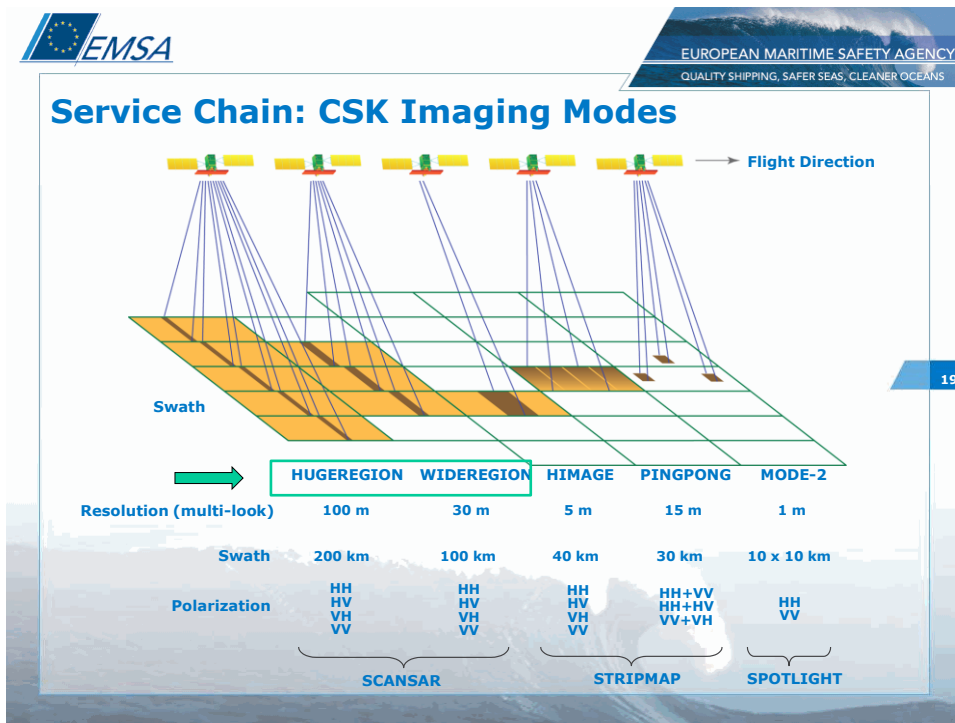 EMSA
EUROPEAN MARITIME SAFETY AGENCY
QUALITY SHIPPING, SAFER SEAS, CLEANER OCEANS
Service Chain: CSK Imaging Modes
Flight Direction
19
Swath
HUGEREGION WIDEREGION HIMAGE PINGPONG MODE-2
Resolution (multi-look) 100 m 30 m 5 m 15 m 1 m
Swath 200 km 100 km 40 km 30 km 10 x 10 km
Polarization
HH HH HH HH+VV HH
HV HV HV HH+HV VV
VH VH VH VV+VH
VV VV VV
SCANSAR STRIPMAP SPOTLIGHT